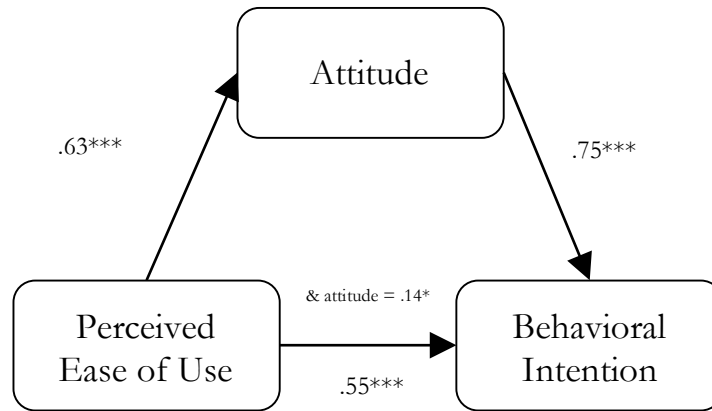 Attitude
.63***
.75***
& attitude = .14*
Perceived
Ease of Use
Behavioral
Intention
.55***